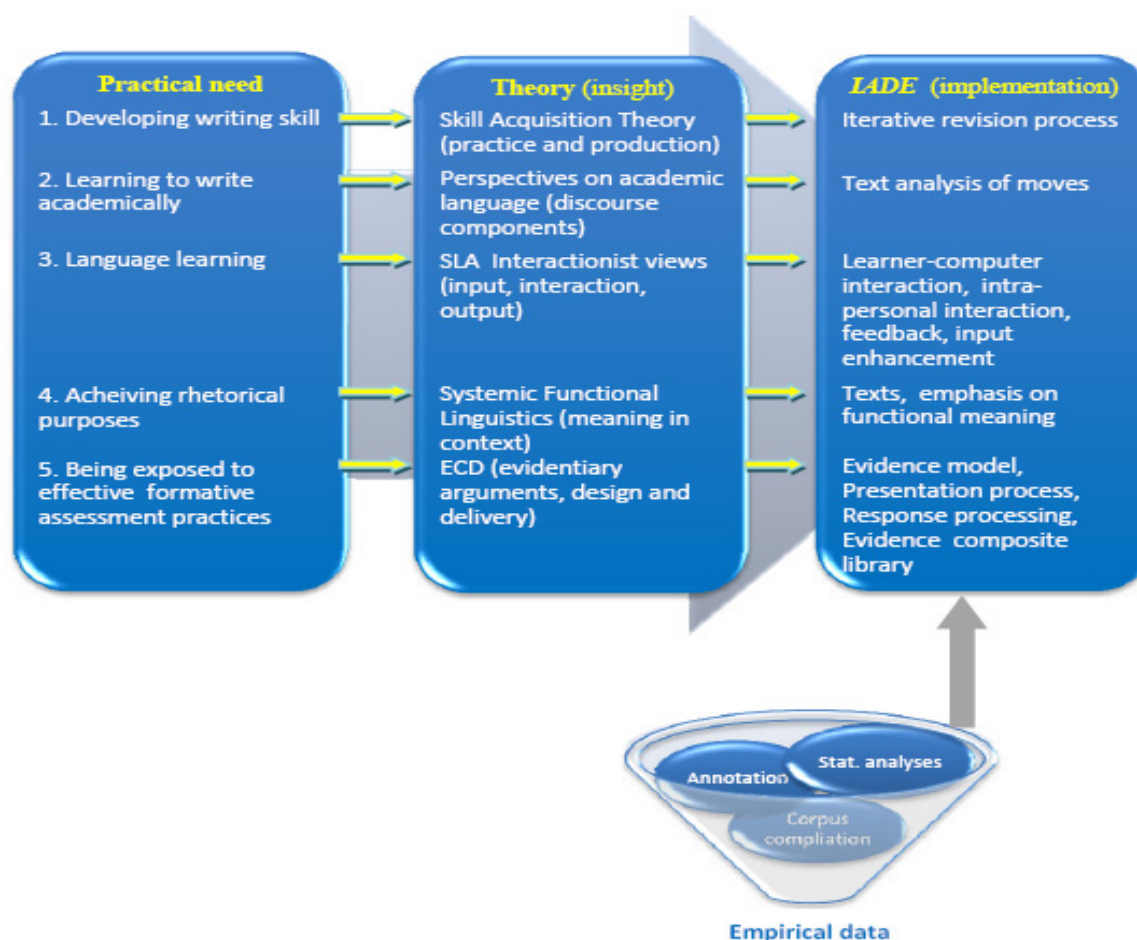 Practical need
1. Developing writing skill
2. Learning to write
academically
3. Language learning
4. Acheiving rhetorical
purposes
5. Being exposed to
effective formative
assessment practices
Theory (insight)
Skill Acquisition Theory
(practice and production)
Perspectives on academic
language (discourse
components)
SLA Interactionist views
(input, interaction,
output)
Systemic Functional
Linguistics (meaning in
context)
ECD (evidentiary
arguments, design and
delivery)
IADE (implementation)
Iterative revision process
Text analysis of moves
Learner-computer
interaction, intra-
personal interaction,
feedback, input
enhancement
Texts, emphasis on
functional meaning
Evidence model,
Presentation process,
Response processing,
Evidence composite
library
Annotation
Stat. analyses
Corpus
compliation
Empirical data